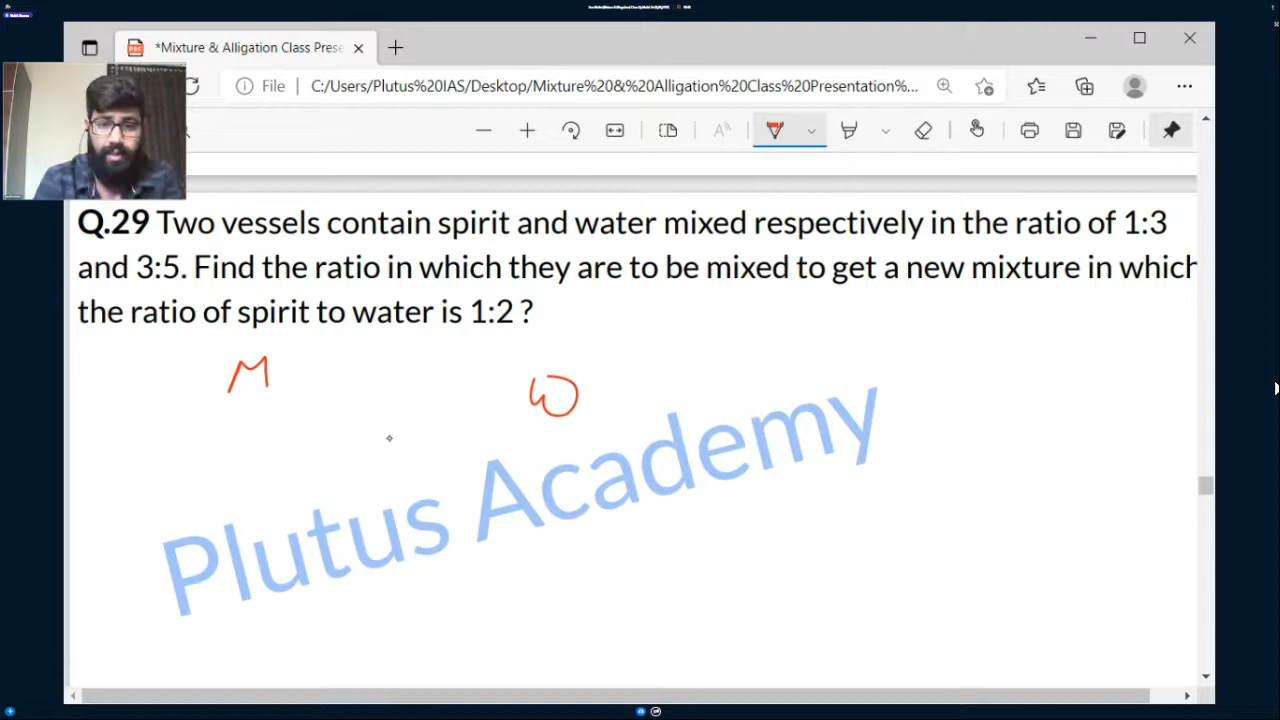 *Mixture & Alligation Class Prese
File C:/Users/Plutus%20IAS/Desktop/Mixture%20&%20Alligation%20Class%20Presentation%...
Q.29 Two vessels contain spirit and water mixed respectively in the ratio of 1:3
and 3:5. Find the ratio in which they are to be mixed to get a new mixture in which
the ratio of spirit to water is 1:2 ?
M
W
Plutus Academy